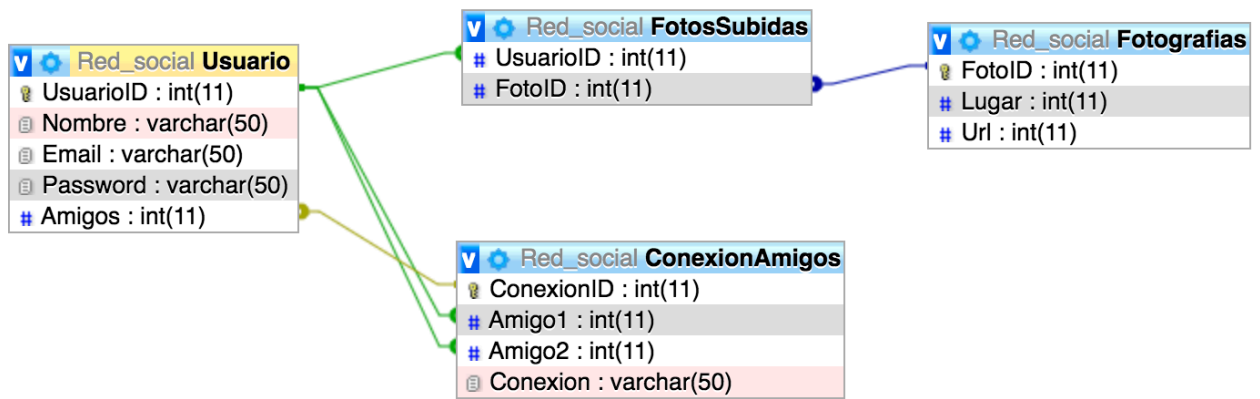 Red_social Usuario
UsuarioID : int(11)
Nombre : varchar(50)
Email : varchar(50)
Password : varchar(50)
# Amigos : int(11)
Red_social FotosSubidas
# UsuarioID : int(11)
# FotoID : int(11)
Red_social Fotografias
FotoID : int(11)
# Lugar : int(11)
# Url : int(11)
Red_social ConexionAmigos
ConexionID : int(11)
# Amigo1 : int(11)
# Amigo2 : int(11)
Conexion : varchar(50)